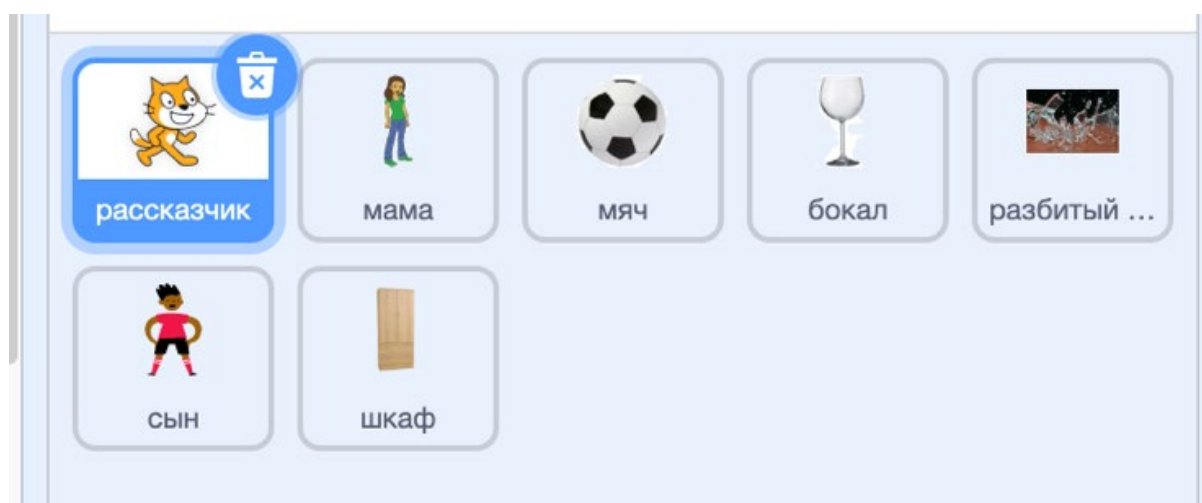 рассказчик
мама
мяч
бокал
разбитый ...
сын
шкаф